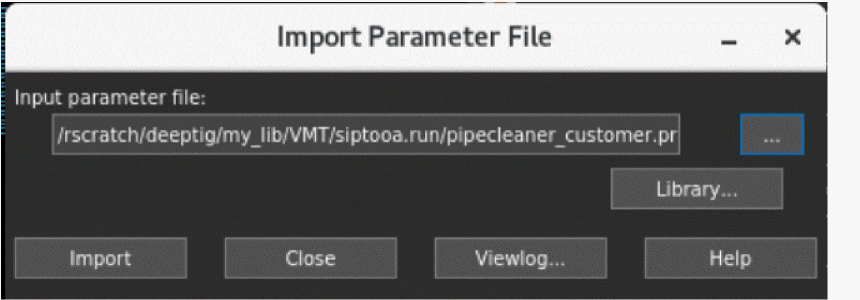 Import Parameter File
Input parameter file:
/rscratch/deeptig/my_lib/VMT/siptooa.run/pipecleaner_customer.pr
...
Library...
Import Close Viewlog... Help